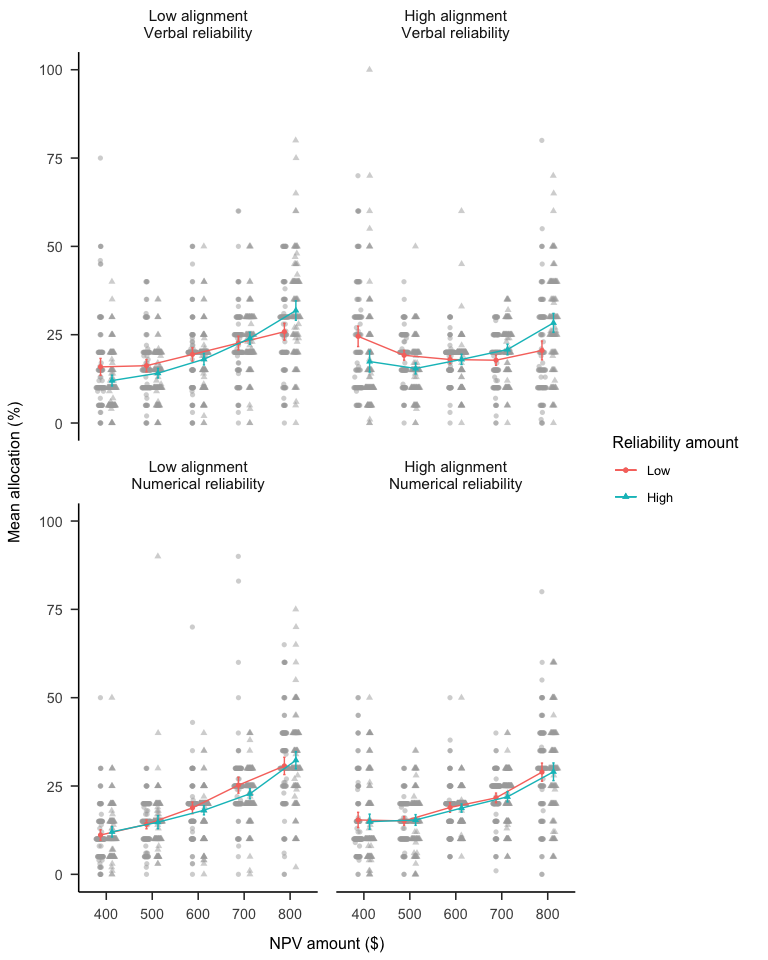 Low alignment
Verbal reliability
High alignment
Verbal reliability
100
75
50
25
0
Low alignment
Numerical reliability
High alignment
Numerical reliability
100
75
50
25
0
400 500 600 700 800
400 500 600 700 800
Mean allocation (%)
NPV amount ($)
Reliability amount
Low
High